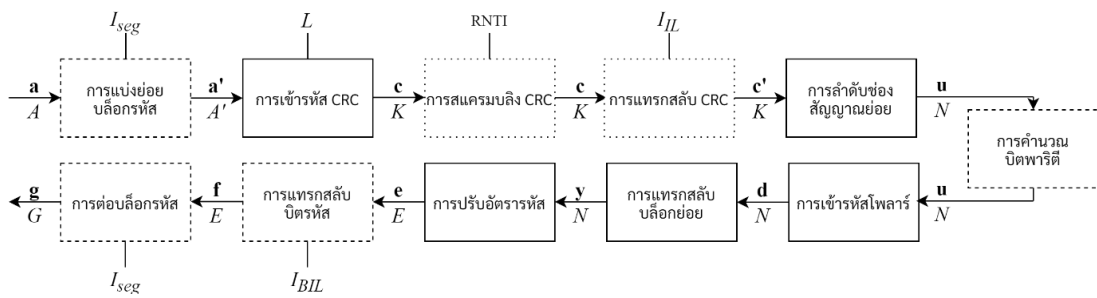 I_seg
L
RNTI
I_IL
a
A
การแบ่งย่อย
บล็อกรหัส
a'
A'
การเข้ารหัส CRC
c
K
การสแครมบลิง CRC
c
K
การแทรกสลับ CRC
c'
K
การลำดับช่อง
สัญญาณย่อย
u
N
การคำนวณ
บิตพาริตี
g
G
การต่อบล็อกรหัส
f
E
การแทรกสลับ
บิตรหัส
e
E
การปรับอัตรารหัส
y
N
การแทรกสลับ
บล็อกย่อย
d
N
การเข้ารหัสโพลาร์
u
N
I_seg
I_BIL